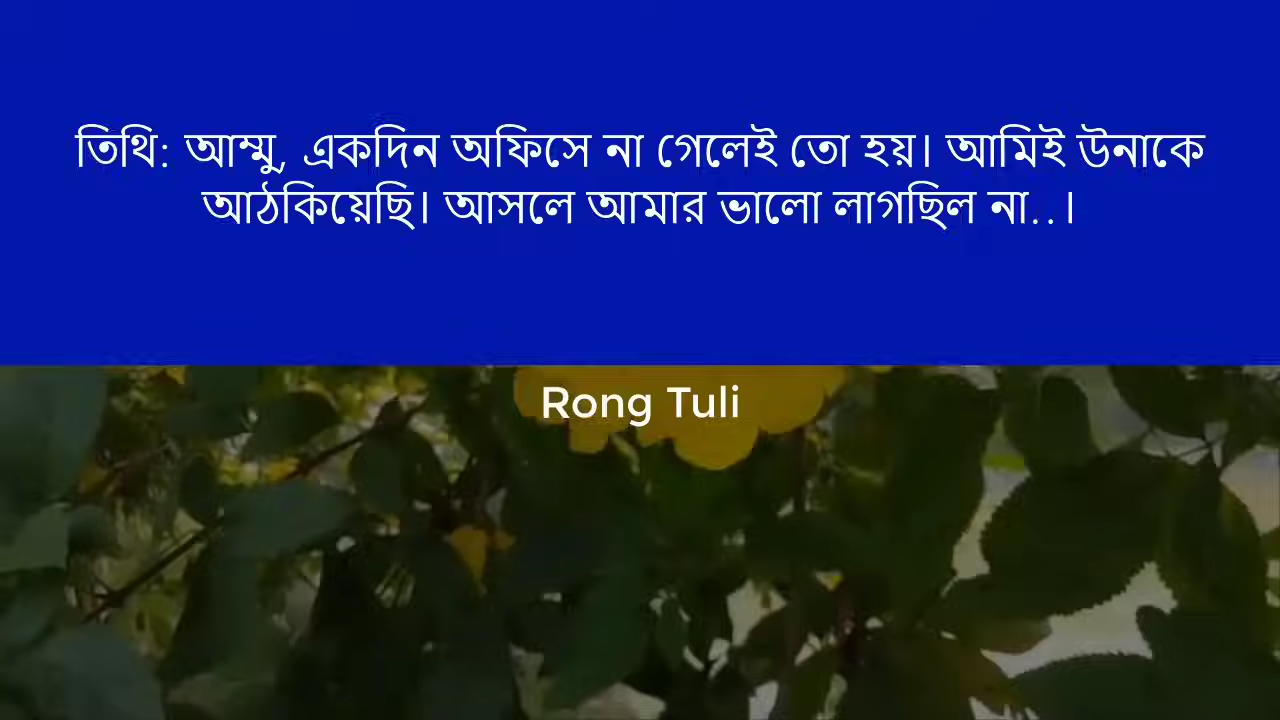 তিথি: আম্মু, একদিন অফিসে না গেলেই তো হয়। আমিই উনাকে
আঠকিয়েছি। আসলে আমার ভালো লাগছিল না..।
Rong Tuli